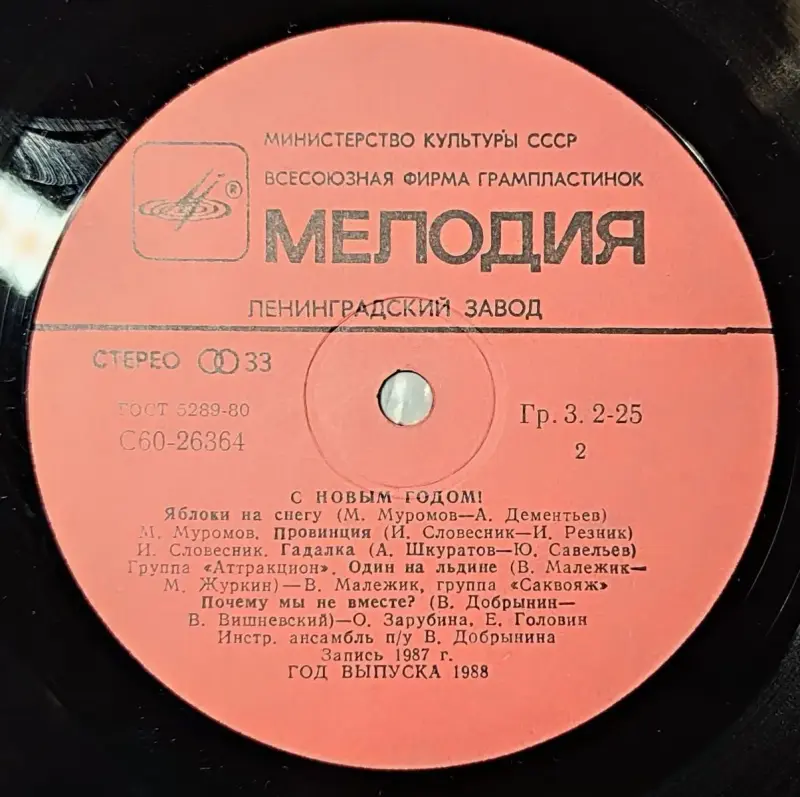 МИНИСТЕРСТВО КУЛЬТУРЫ СССР
ВСЕСОЮЗНАЯ ФИРМА ГРАМПЛАСТИНОК
®
МЕЛОДИЯ
ЛЕНИНГРАДСКИЙ ЗАВОД
СТЕРЕО 33
ГОСТ 5289-80
С60-26364
Гр. 3. 2-25
2
С НОВЫМ ГОДОМ!
Яблоки на снегу (М. Муромов—А. Дементьев)
М. Муромов. Провинция (И. Словесник—И. Резник)
И. Словесник. Гадалка (А. Шкуратов—Ю. Савельев)
Группа «Аттракцион». Один на льдине (В. Малежик—
М. Журкин)—В. Малежик, группа «Саквояж»
Почему мы не вместе? (В. Добрынин—
В. Вишневский)—О. Зарубина, Е. Головин
Инстр. ансамбль п/у В. Добрынина
Запись 1987 г.
ГОД ВЫПУСКА 1988